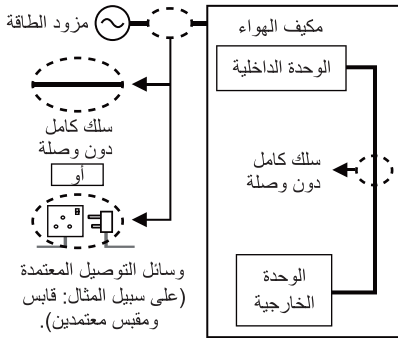 مزود الطاقة
مكيف الهواء
الوحدة الداخلية
سلك كامل
دون وصلة
أو
سلك كامل
دون وصلة
وسائل التوصيل المعتمدة
(على سبيل المثال: قابس
ومقبس معتمدين).
الوحدة
الخارجية